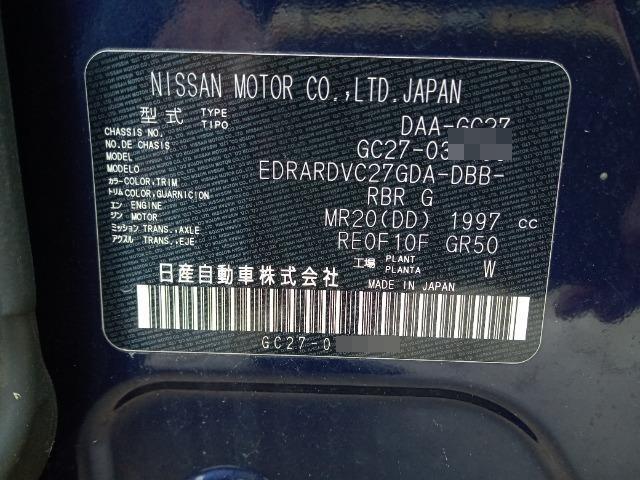 NISSAN MOTOR CO.,LTD.JAPAN
型式 TYPE TIPO DAA-GC27
CHASSIS NO. NO.DE CHASIS GC27-03
MODEL MODELO EDRARDVC27GDA-DBB-
カラー COLOR,TRIM トリム COLOR,GUARNICION RBR G
エン ENGINE ジン MOTOR MR20(DD) 1997 cc
ミッション TRANS.,AXLE アクスル TRANS.,EJE RE0F10F GR50
工場 PLANT PLANTA W
日産自動車株式会社 MADE IN JAPAN
GC27-0